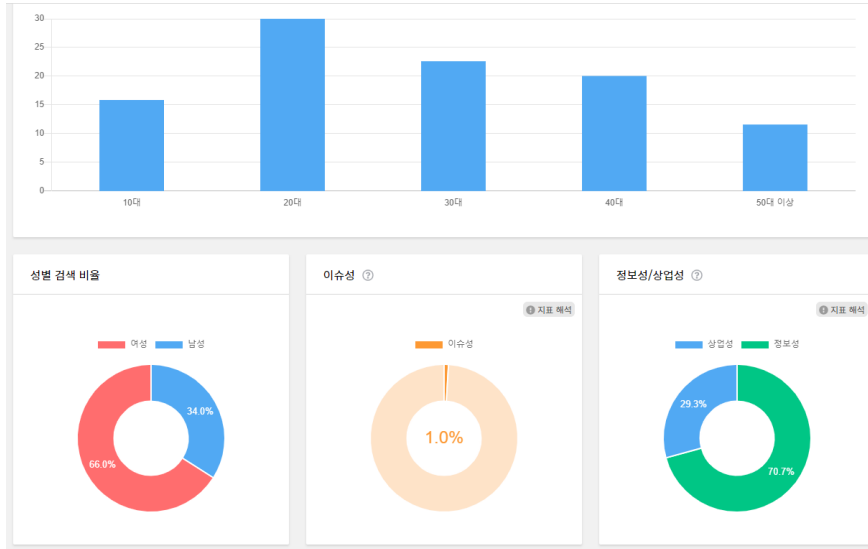 30
25
20
15
10
5
0
10대 20대 30대 40대 50대 이상
성별 검색 비율
여성 남성
34.0%
66.0%
이슈성 ?
! 지표 해석
이슈성
1.0%
정보성/상업성 ?
! 지표 해석
상업성 정보성
29.3%
70.7%